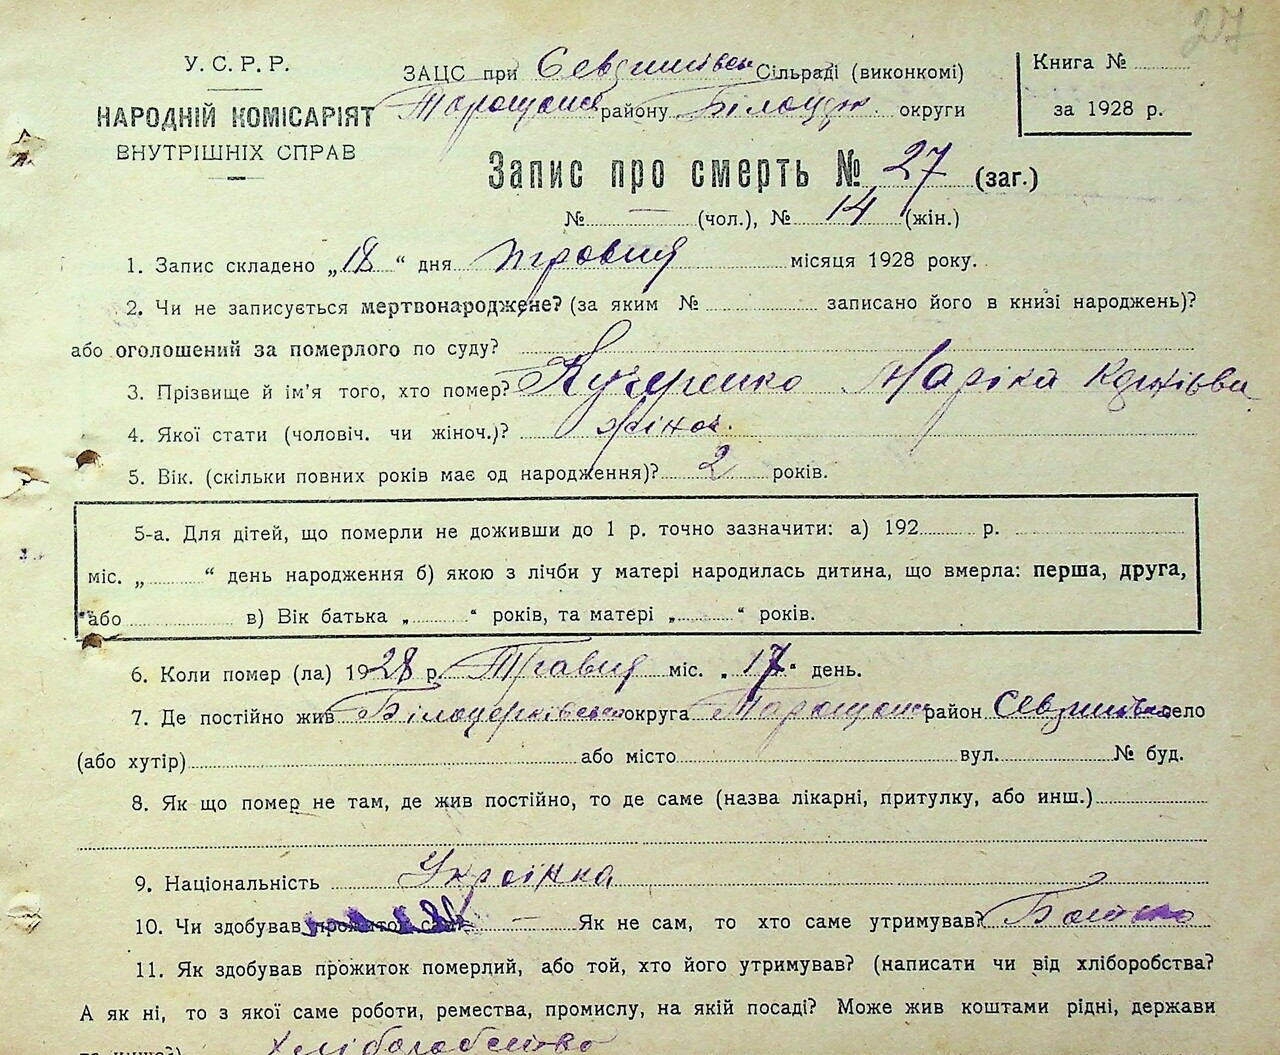 27
У. С. Р. Р.
НАРОДНІЙ КОМІСАРІЯТ
ВНУТРІШНІХ СПРАВ
ЗАЦС при Сільраді (виконкомі)
району Білоцерк. округи
Книга №
за 1928 р.
Запис про смерть № 27 (заг.)
№ — (чол.), № 14 (жін.)
1. Запис складено „18“ дня травня місяця 1928 року.
2. Чи не записується мертвонароджене? (за яким № записано його в книзі народжень)?
або оголошений за померлого по суду?
3. Прізвище й ім'я того, хто помер? Кучеренко
4. Якої стати (чоловіч. чи жіноч.)? жіноч.
5. Вік. (скільки повних років має од народження)? 2 років.
5-а. Для дітей, що померли не доживши до 1 р. точно зазначити: а) 192 р.
міс. „ “ день народження б) якою з лічби у матері народилась дитина, що вмерла: перша, друга,
або в) Вік батька „ “ років, та матері „ “ років.
6. Коли помер (ла) 1928 р. Травня міс. „17“ день.
7. Де постійно жив Білоцерківська округа район село
(або хутір) або місто вул. № буд.
8. Як що помер не там, де жив постійно, то де саме (назва лікарні, притулку, або инш.)
9. Національність Українка
10. Чи здобував прожиток сам — Як не сам, то хто саме утримував? Батько
11. Як здобував прожиток померлий, або той, хто його утримував? (написати чи від хліборобства?
А як ні, то з якої саме роботи, ремества, промислу, на якій посаді? Може жив коштами рідні, держави
Хліборобство